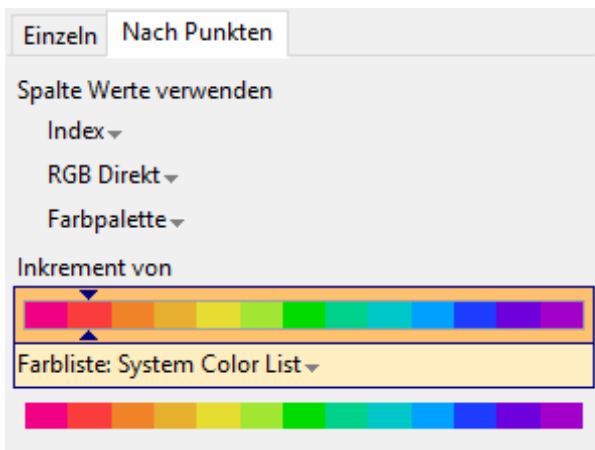 Einzeln Nach Punkten
Spalte Werte verwenden
Index
RGB Direkt
Farbpalette
Inkrement von
Farbliste: System Color List